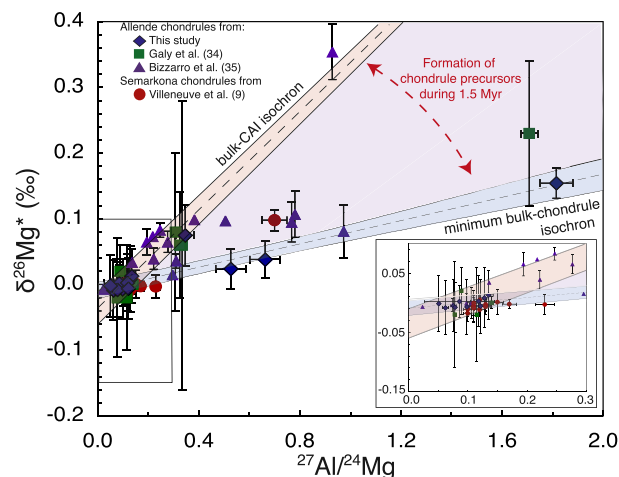 Allende chondrules from:
This study
Galy et al. (34)
Bizzarro et al. (35)
Semarkona chondrules from
Villeneuve et al. (9)
Formation of
chondrule precursors
during 1.5 Myr
bulk-CAI isochron
minimum bulk-chondrule
isochron
δ²⁶Mg* (‰)
0.4
0.3
0.2
0.1
0.0
-0.1
-0.2
0.0 0.4 0.8 1.2 1.6 2.0
²⁷Al/²⁴Mg
0.05
-0.05
-0.15
0.0 0.1 0.2 0.3